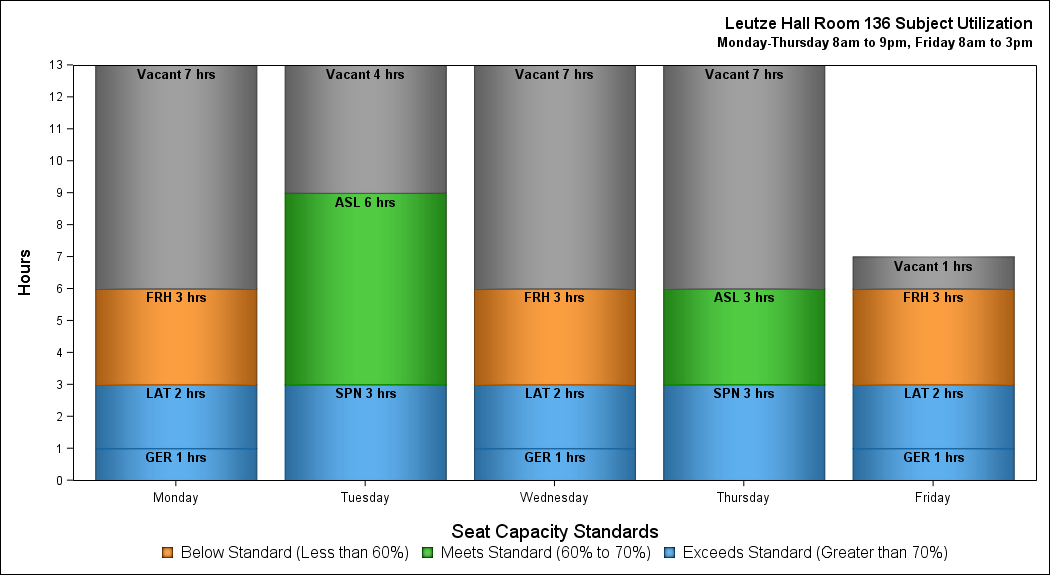 Leutze Hall Room 136 Subject Utilization
Monday-Thursday 8am to 9pm, Friday 8am to 3pm
Hours
13
12
11
10
9
8
7
6
5
4
3
2
1
0
Vacant 7 hrs
FRH 3 hrs
LAT 2 hrs
GER 1 hrs
Vacant 4 hrs
ASL 6 hrs
SPN 3 hrs
Vacant 7 hrs
FRH 3 hrs
LAT 2 hrs
GER 1 hrs
Vacant 7 hrs
ASL 3 hrs
SPN 3 hrs
Vacant 1 hrs
FRH 3 hrs
LAT 2 hrs
GER 1 hrs
Monday Tuesday Wednesday Thursday Friday
Seat Capacity Standards
Below Standard (Less than 60%) Meets Standard (60% to 70%) Exceeds Standard (Greater than 70%)